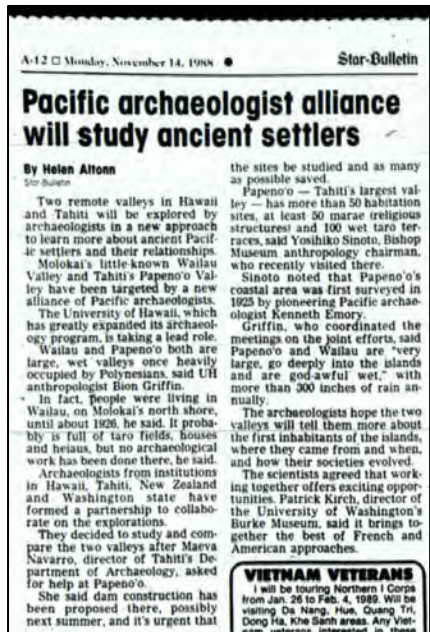 A-12 □ Monday, November 14, 1988 ● Star-Bulletin
Pacific archaeologist alliance
will study ancient settlers
By Helen Altonn
Star-Bulletin
Two remote valleys in Hawaii
and Tahiti will be explored by
archaeologists in a new approach
to learn more about ancient Pacif-
ic settlers and their relationships.
Molokai's little-known Wailau
Valley and Tahiti's Papeno'o Val-
ley have been targeted by a new
alliance of Pacific archaeologists.
The University of Hawaii, which
has greatly expanded its archaeol-
ogy program, is taking a lead role.
Wailau and Papeno'o both are
large, wet valleys once heavily
occupied by Polynesians, said UH
anthropologist Bion Griffin.
In fact, people were living in
Wailau, on Molokai's north shore,
until about 1926, he said. It proba-
bly is full of taro fields, houses
and heiaus, but no archaeological
work has been done there, he said.
Archaeologists from institutions
in Hawaii, Tahiti, New Zealand
and Washington state have
formed a partnership to collabo-
rate on the explorations.
They decided to study and com-
pare the two valleys after Maeva
Navarro, director of Tahiti's De-
partment of Archaeology, asked
for help at Papeno'o.
She said dam construction has
been proposed there, possibly
next summer, and it's urgent that
the sites be studied and as many
as possible saved.
Papeno'o — Tahiti's largest val-
ley — has more than 50 habitation
sites, at least 50 marae (religious
structures) and 100 wet taro ter-
races, said Yosihiko Sinoto, Bishop
Museum anthropology chairman,
who recently visited there.
Sinoto noted that Papeno'o's
coastal area was first surveyed in
1925 by pioneering Pacific archae-
ologist Kenneth Emory.
Griffin, who coordinated the
meetings on the joint efforts, said
Papeno'o and Wailau are "very
large, go deeply into the islands
and are god-awful wet," with
more than 300 inches of rain an-
nually.
The archaeologists hope the two
valleys will tell them more about
the first inhabitants of the islands,
where they came from and when,
and how their societies evolved.
The scientists agreed that work-
ing together offers exciting oppor-
tunities. Patrick Kirch, director of
the University of Washington's
Burke Museum, said it brings to-
gether the best of French and
American approaches.
VIETNAM VETERANS
I will be touring Northern I Corps
from Jan. 26 to Feb. 4, 1989. Will be
visiting Da Nang, Hue, Quang Tri,
Dong Ha, Khe Sanh areas. Any Viet-
nam veterans interested in these